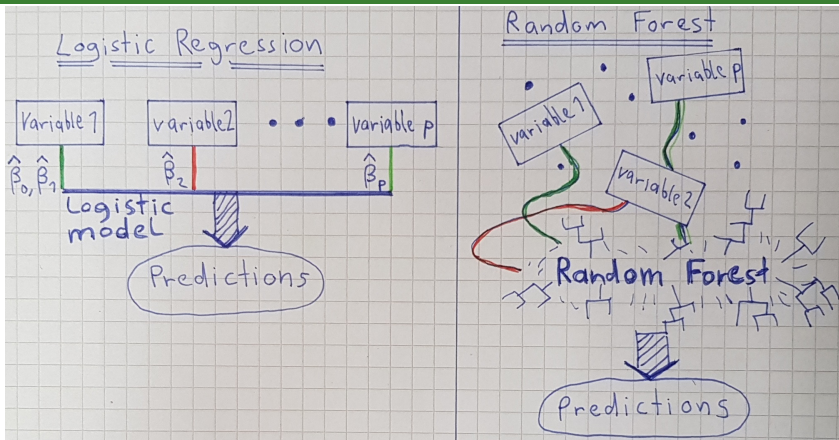 Logistic Regression
variable 1
variable2
variable p
β̂₀, β̂₁
β̂₂
β̂ₚ
Logistic
model
Predictions
Random Forest
variable 1
variable p
variable 2
Random Forest
Predictions